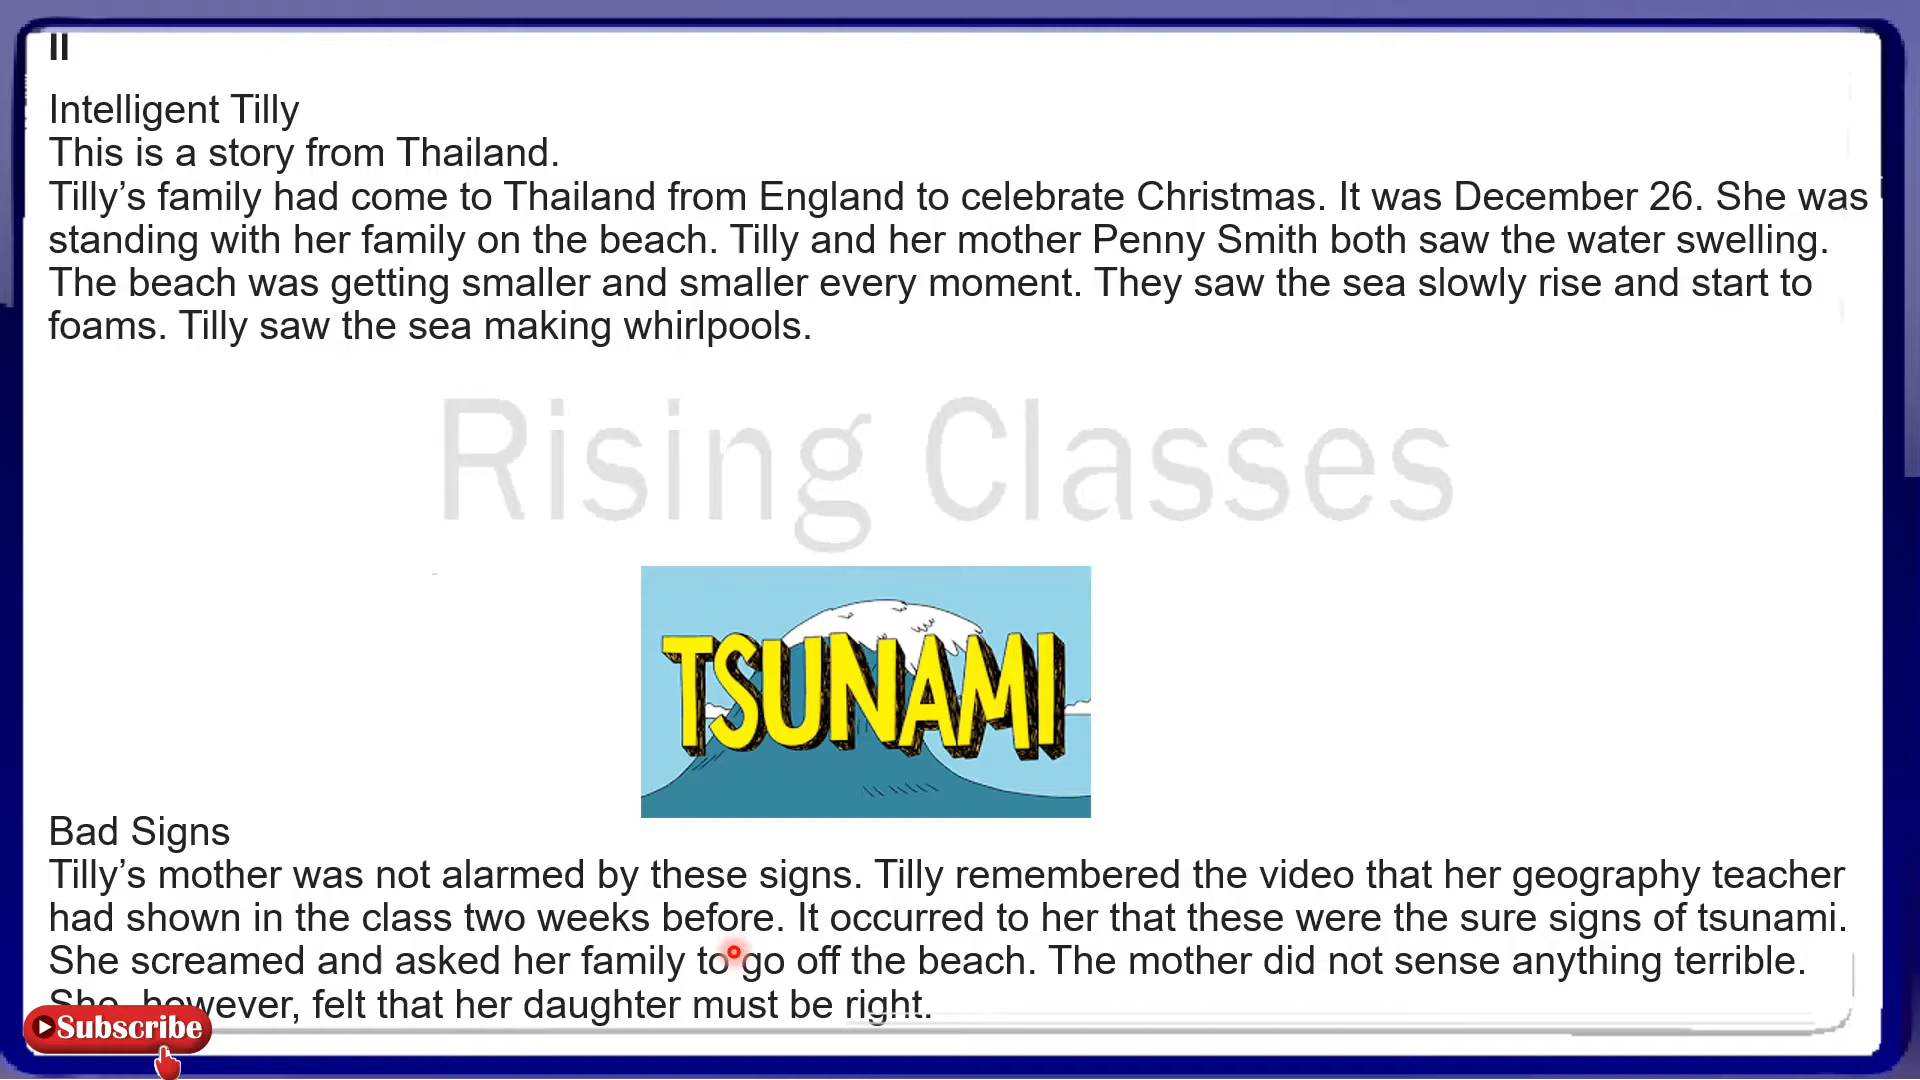 II
Intelligent Tilly
This is a story from Thailand.
Tilly’s family had come to Thailand from England to celebrate Christmas. It was December 26. She was
standing with her family on the beach. Tilly and her mother Penny Smith both saw the water swelling.
The beach was getting smaller and smaller every moment. They saw the sea slowly rise and start to
foams. Tilly saw the sea making whirlpools.
Rising Classes
TSUNAMI
Bad Signs
Tilly’s mother was not alarmed by these signs. Tilly remembered the video that her geography teacher
had shown in the class two weeks before. It occurred to her that these were the sure signs of tsunami.
She screamed and asked her family to go off the beach. The mother did not sense anything terrible.
She, however, felt that her daughter must be right.
Subscribe